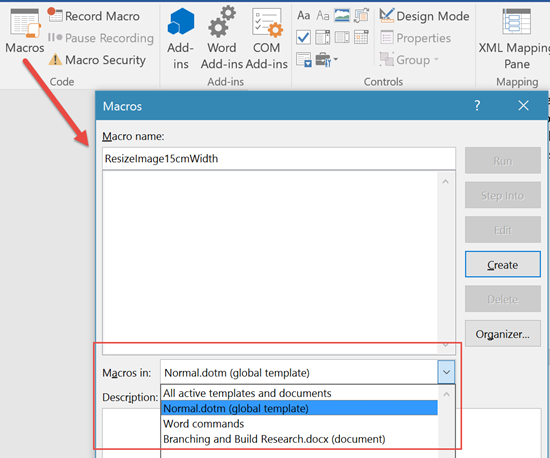 Macros
Record Macro
Pause Recording
Macro Security
Code
Add-
ins
Word
Add-ins
COM
Add-ins
Add-ins
Aa Aa
Design Mode
Properties
Group
Controls
XML Mapping
Pane
Mapping
Macros
?
Macro name:
ResizeImage15cmWidth
Run
Step Into
Edit
Create
Delete
Organizer...
Macros in: Normal.dotm (global template)
All active templates and documents
Normal.dotm (global template)
Word commands
Branching and Build Research.docx (document)
Description: